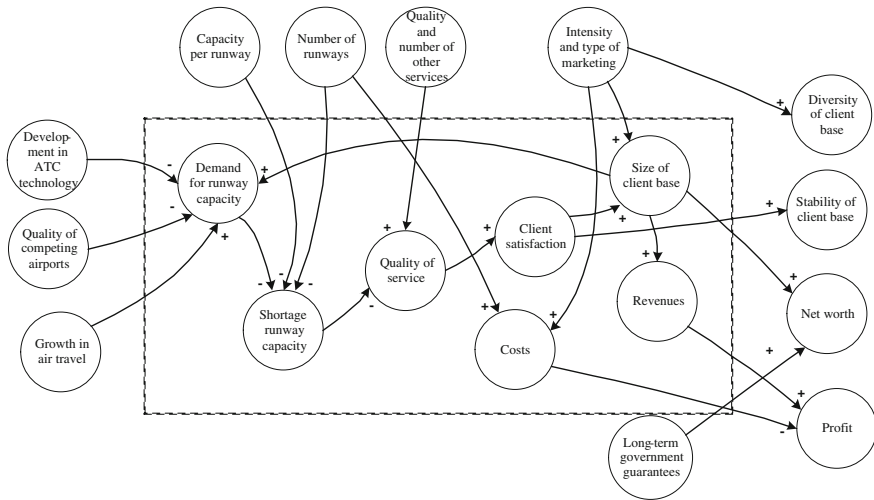 Capacity
per runway
Number of
runways
Quality
and
number of
other
services
Intensity
and type of
marketing
Diversity
of client
base
Develop-
ment in
ATC
technology
Demand
for runway
capacity
Size of
client base
Stability of
client base
Quality of
competing
airports
Client
satisfaction
Quality of
service
Growth in
air travel
Shortage
runway
capacity
Costs
Revenues
Net worth
Long-term
government
guarantees
Profit
+
+
-
+
-
+
+
+
+
+
+
-
-
-
-
+
+
+
+
+
+
-